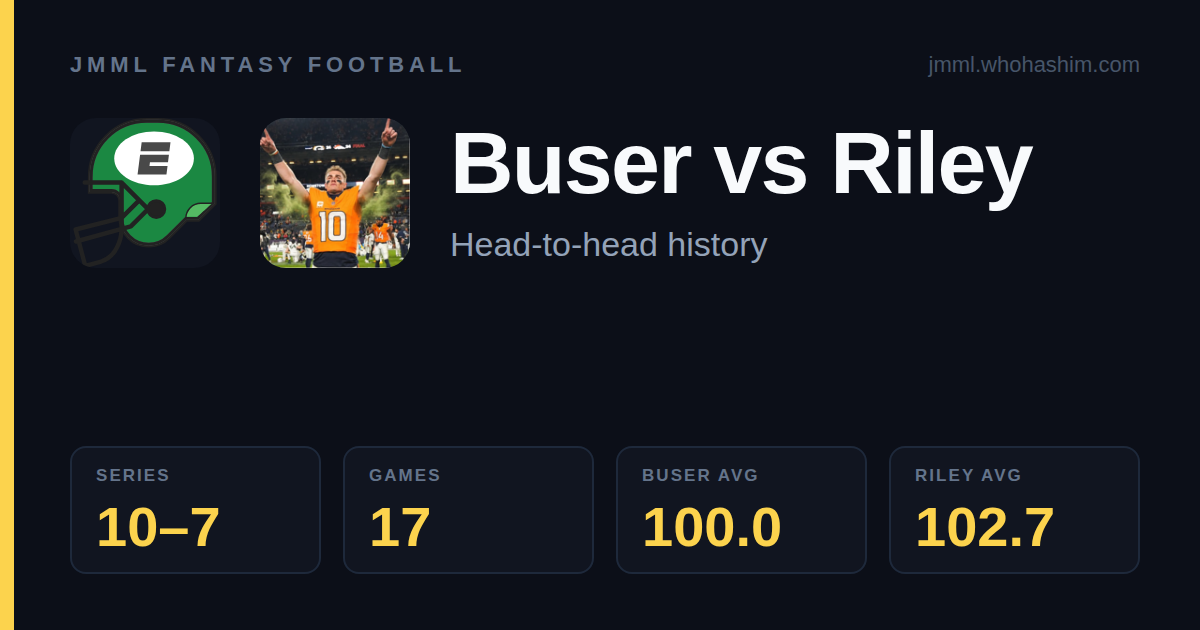 JMML FANTASY FOOTBALL
jmml.whohashim.com
E
10
Buser vs Riley
Head-to-head history
SERIES
10–7
GAMES
17
BUSER AVG
100.0
RILEY AVG
102.7